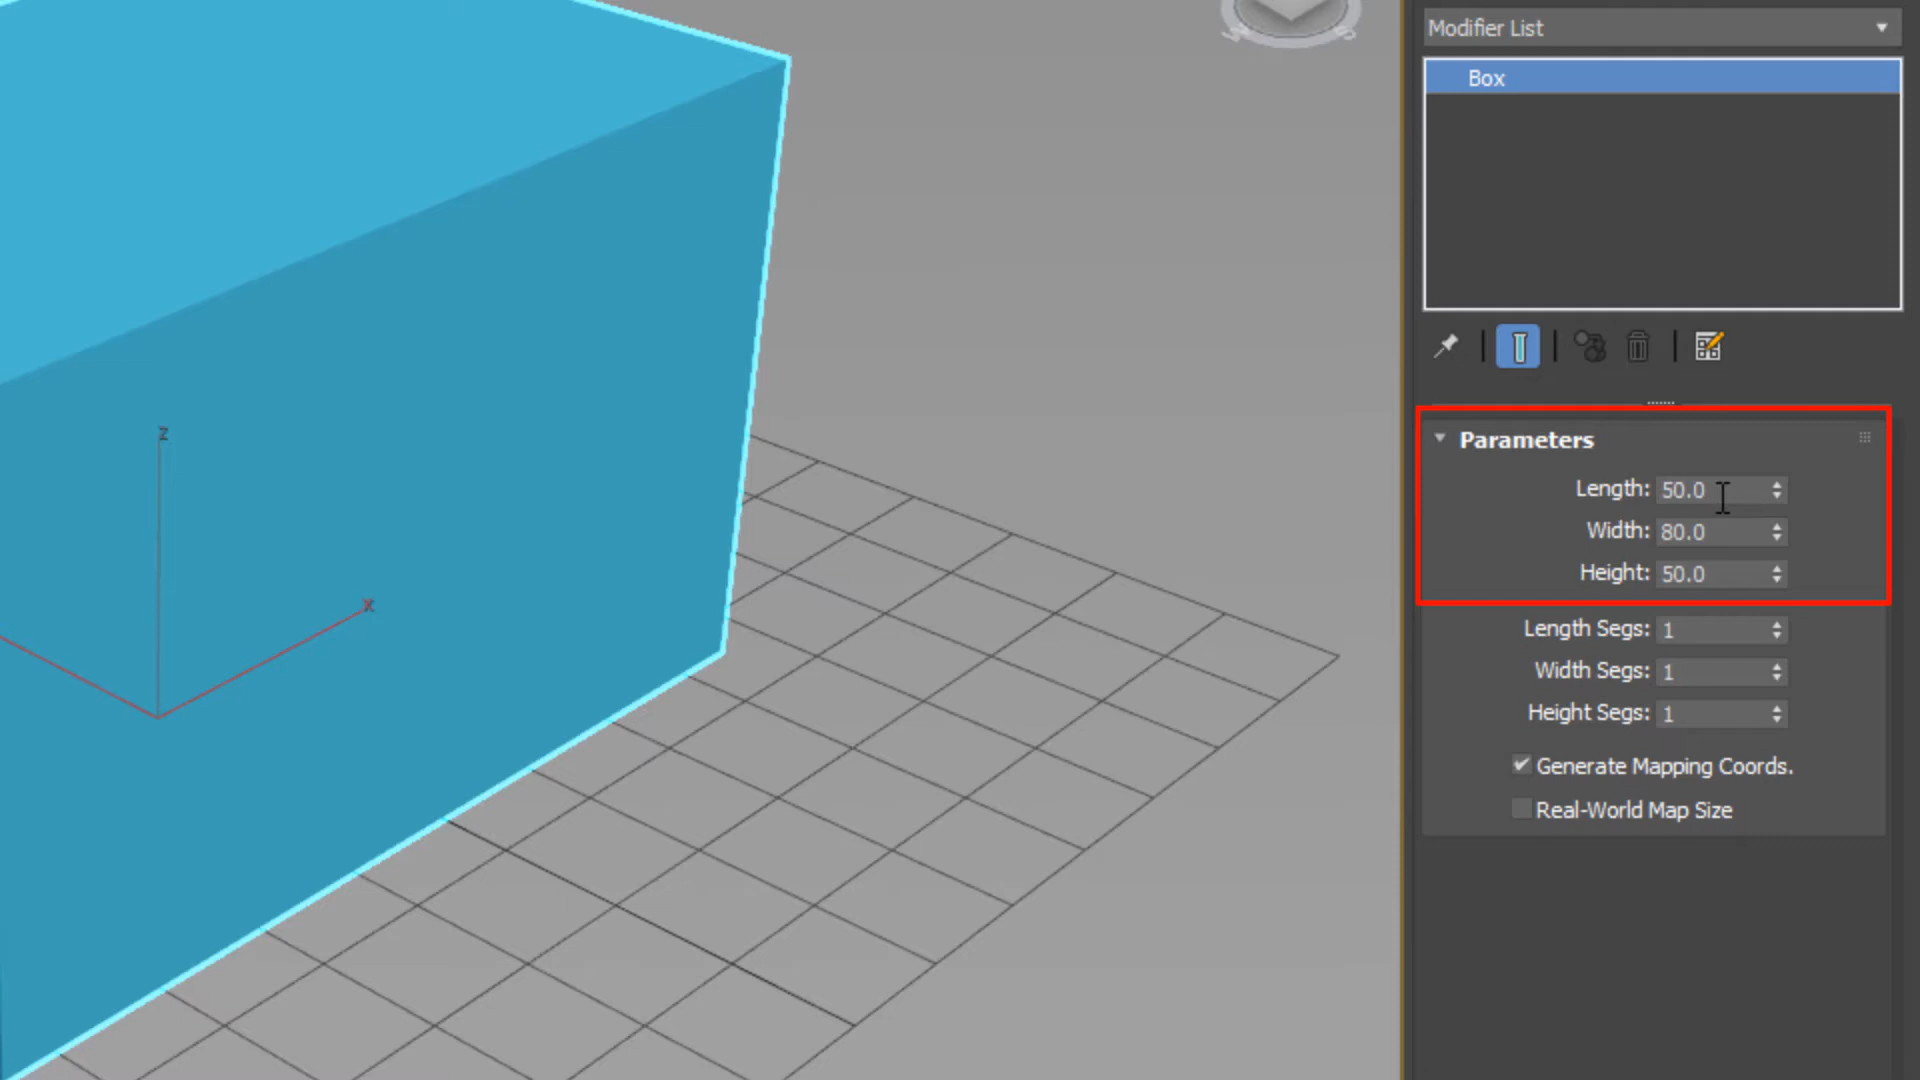 Modifier List
Box
Parameters
Length: 50.0
Width: 80.0
Height: 50.0
Length Segs: 1
Width Segs: 1
Height Segs: 1
Generate Mapping Coords.
Real-World Map Size
z
x